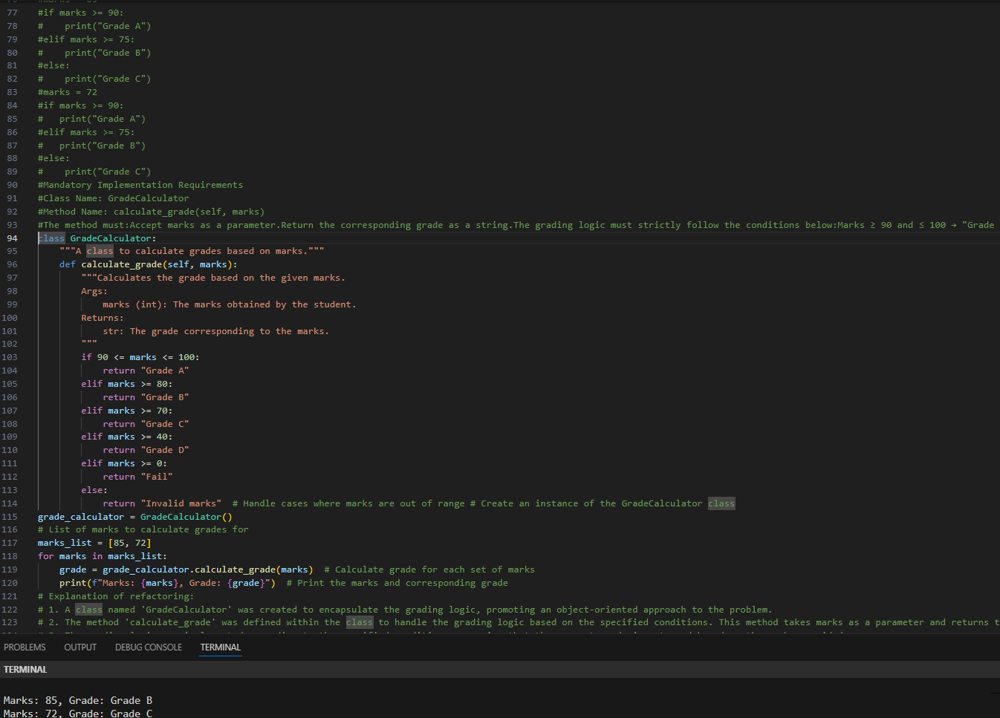 77 #if marks >= 90:
78 #    print("Grade A")
79 #elif marks >= 75:
80 #    print("Grade B")
81 #else:
82 #    print("Grade C")
83 #marks = 72
84 #if marks >= 90:
85 #   print("Grade A")
86 #elif marks >= 75:
87 #   print("Grade B")
88 #else:
89 #    print("Grade C")
90 #Mandatory Implementation Requirements
91 #Class Name: GradeCalculator
92 #Method Name: calculate_grade(self, marks)
93 #The method must:Accept marks as a parameter.Return the corresponding grade as a string.The grading logic must strictly follow the conditions below:Marks ≥ 90 and ≤ 100 → "Grade
94 class GradeCalculator:
95     """A class to calculate grades based on marks."""
96     def calculate_grade(self, marks):
97         """Calculates the grade based on the given marks.
98         Args:
99             marks (int): The marks obtained by the student.
100         Returns:
101             str: The grade corresponding to the marks.
102         """
103         if 90 <= marks <= 100:
104             return "Grade A"
105         elif marks >= 80:
106             return "Grade B"
107         elif marks >= 70:
108             return "Grade C"
109         elif marks >= 40:
110             return "Grade D"
111         elif marks >= 0:
112             return "Fail"
113         else:
114             return "Invalid marks"  # Handle cases where marks are out of range # Create an instance of the GradeCalculator class
115 grade_calculator = GradeCalculator()
116 # List of marks to calculate grades for
117 marks_list = [85, 72]
118 for marks in marks_list:
119     grade = grade_calculator.calculate_grade(marks)  # Calculate grade for each set of marks
120     print(f"Marks: {marks}, Grade: {grade}")  # Print the marks and corresponding grade
121 # Explanation of refactoring:
122 # 1. A class named 'GradeCalculator' was created to encapsulate the grading logic, promoting an object-oriented approach to the problem.
123 # 2. The method 'calculate_grade' was defined within the class to handle the grading logic based on the specified conditions. This method takes marks as a parameter and returns t
PROBLEMS OUTPUT DEBUG CONSOLE TERMINAL
TERMINAL
Marks: 85, Grade: Grade B
Marks: 72, Grade: Grade C